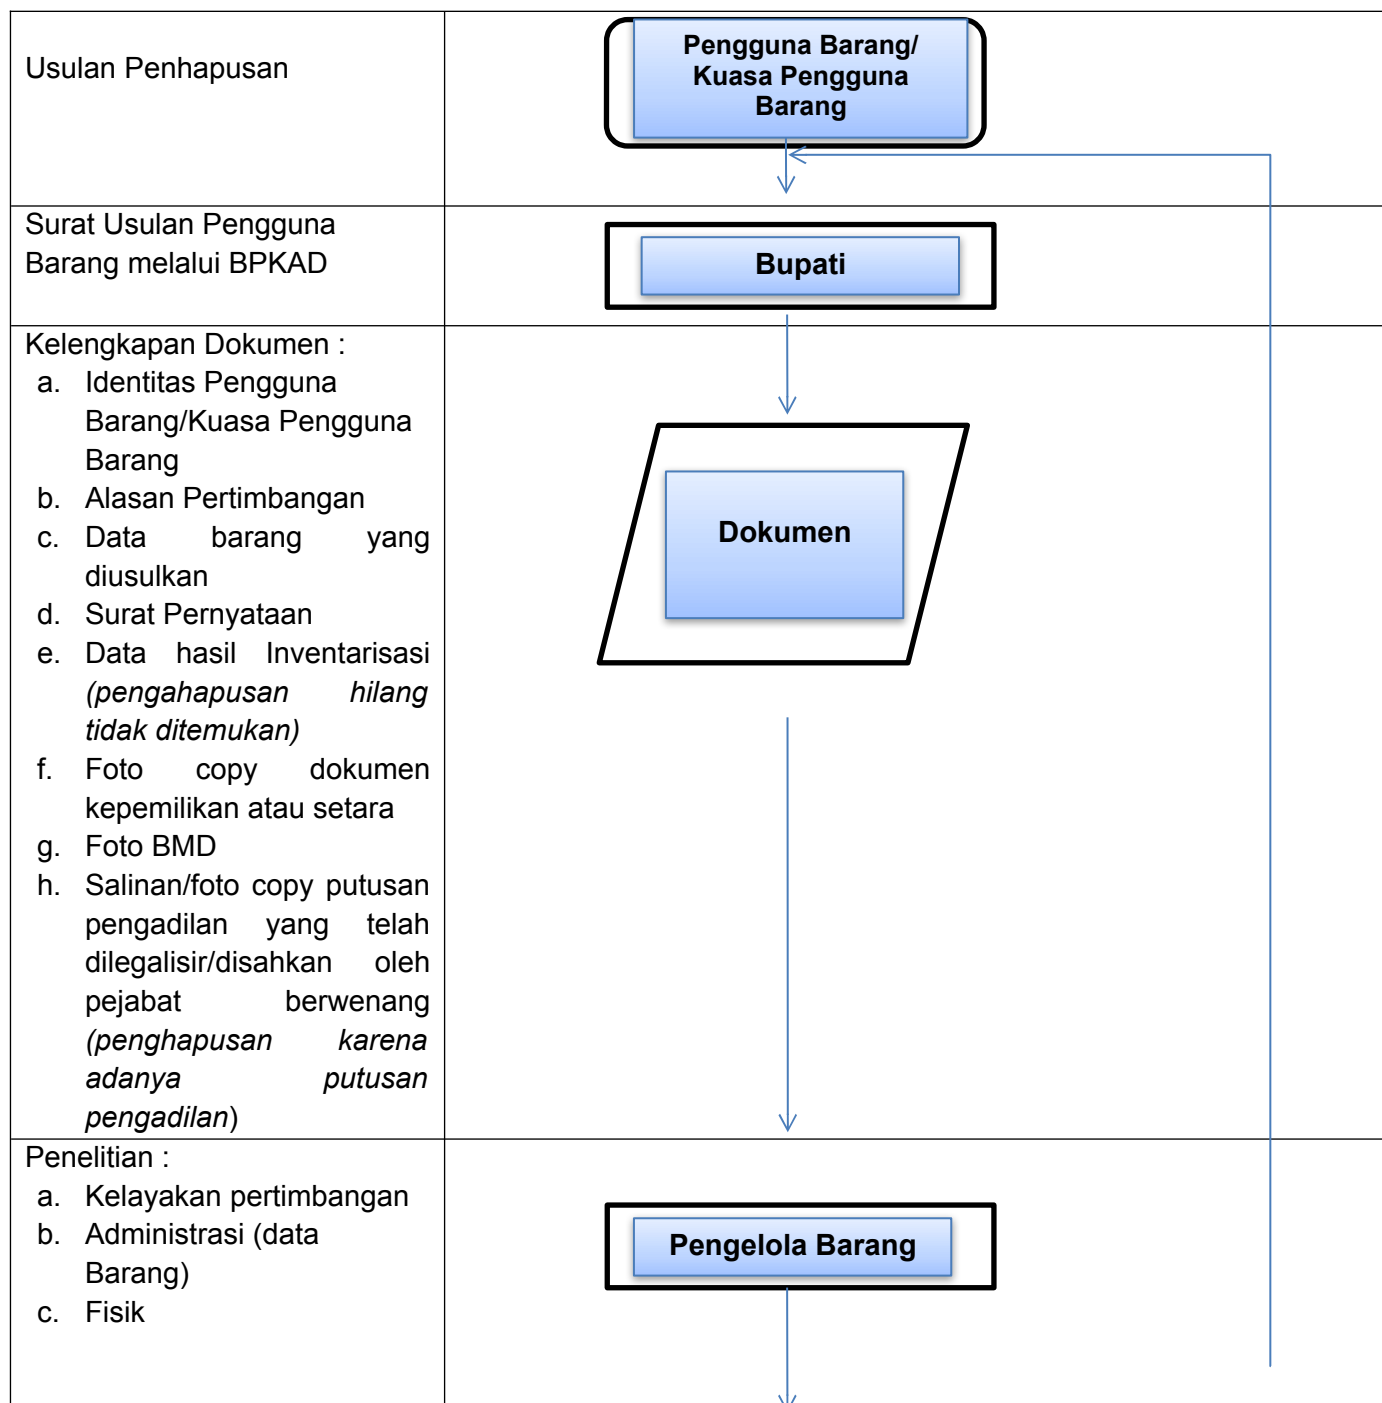 Usulan Penhapusan
Pengguna Barang/
Kuasa Pengguna
Barang
Surat Usulan Pengguna
Barang melalui BPKAD
Bupati
Kelengkapan Dokumen :
a. Identitas Pengguna
Barang/Kuasa Pengguna
Barang
b. Alasan Pertimbangan
c. Data barang yang
diusulkan
d. Surat Pernyataan
e. Data hasil Inventarisasi
(pengahapusan hilang
tidak ditemukan)
f. Foto copy dokumen
kepemilikan atau setara
g. Foto BMD
h. Salinan/foto copy putusan
pengadilan yang telah
dilegalisir/disahkan oleh
pejabat berwenang
(penghapusan karena
adanya putusan
pengadilan)
Dokumen
Penelitian :
a. Kelayakan pertimbangan
b. Administrasi (data
Barang)
c. Fisik
Pengelola Barang